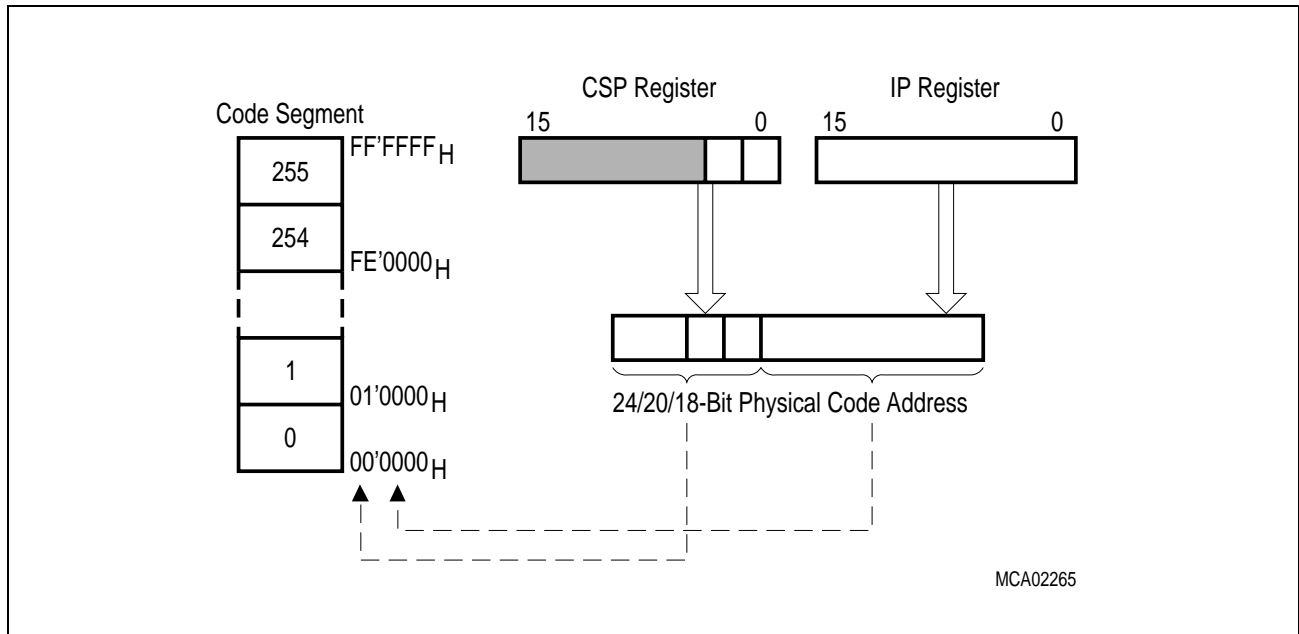 CSP Register
IP Register
Code Segment
15 0
15 0
FF'FFFFH
255
254
FE'0000H
1
01'0000H
24/20/18-Bit Physical Code Address
0
00'0000H
MCA02265